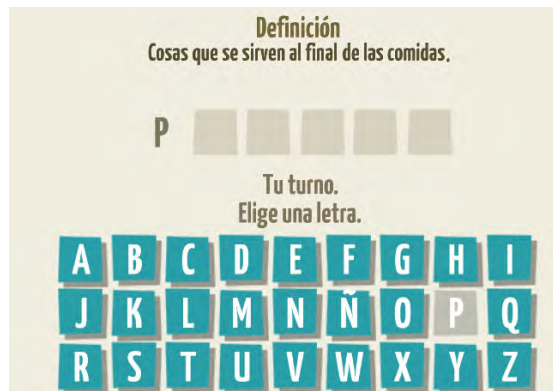 Definición
Cosas que se sirven al final de las comidas.
P
Tu turno.
Elige una letra.
A B C D E F G H I
J K L M N Ñ O P Q
R S T U V W X Y Z